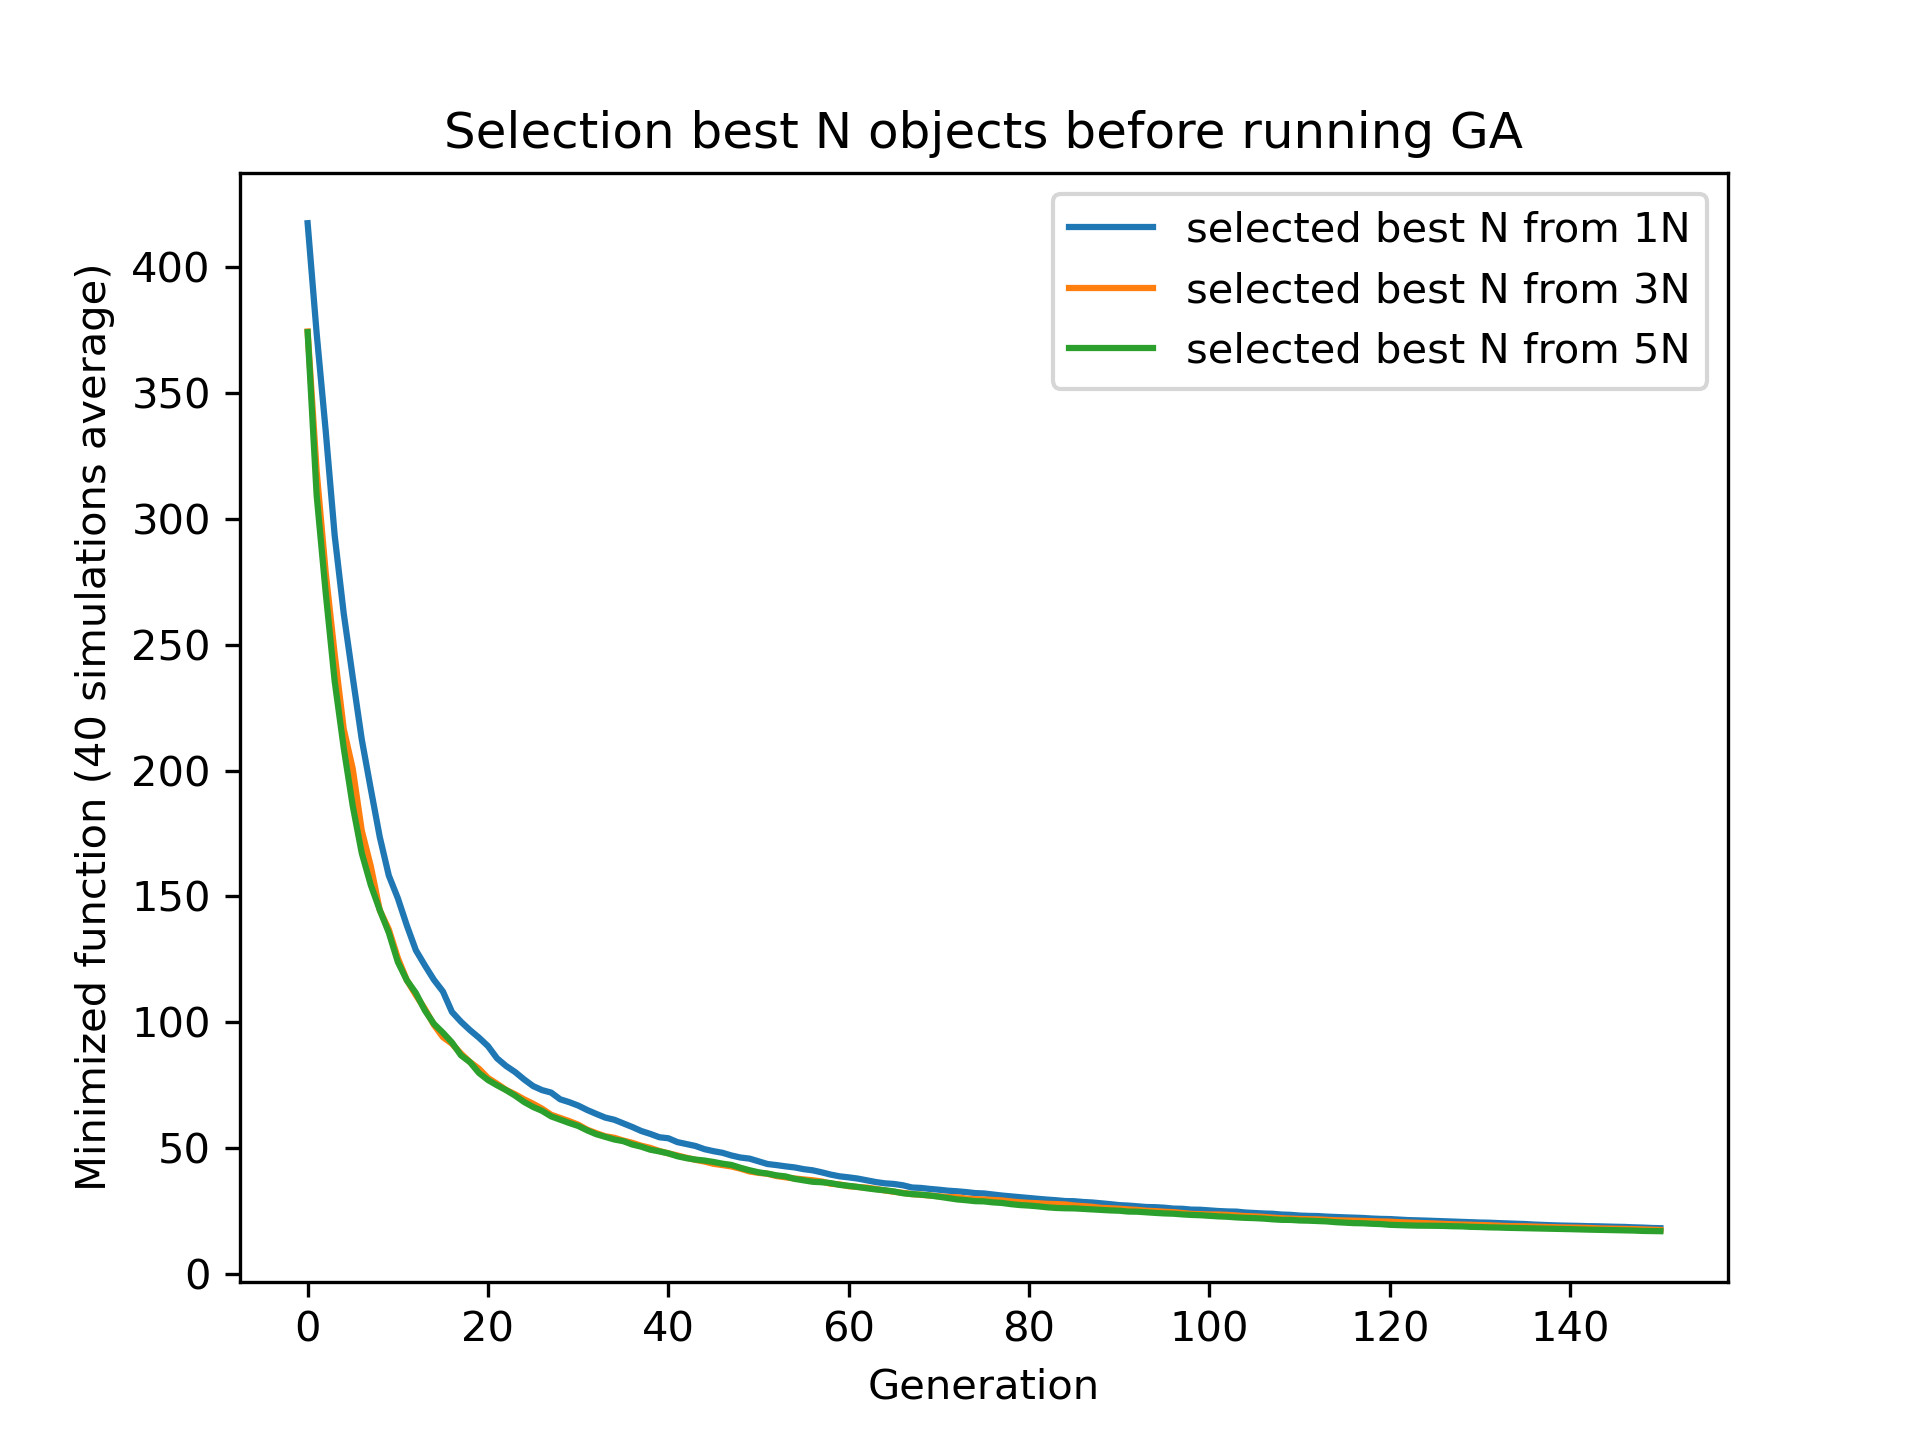 Selection best N objects before running GA
selected best N from 1N
selected best N from 3N
selected best N from 5N
Minimized function (40 simulations average)
400
350
300
250
200
150
100
50
0
0 20 40 60 80 100 120 140
Generation